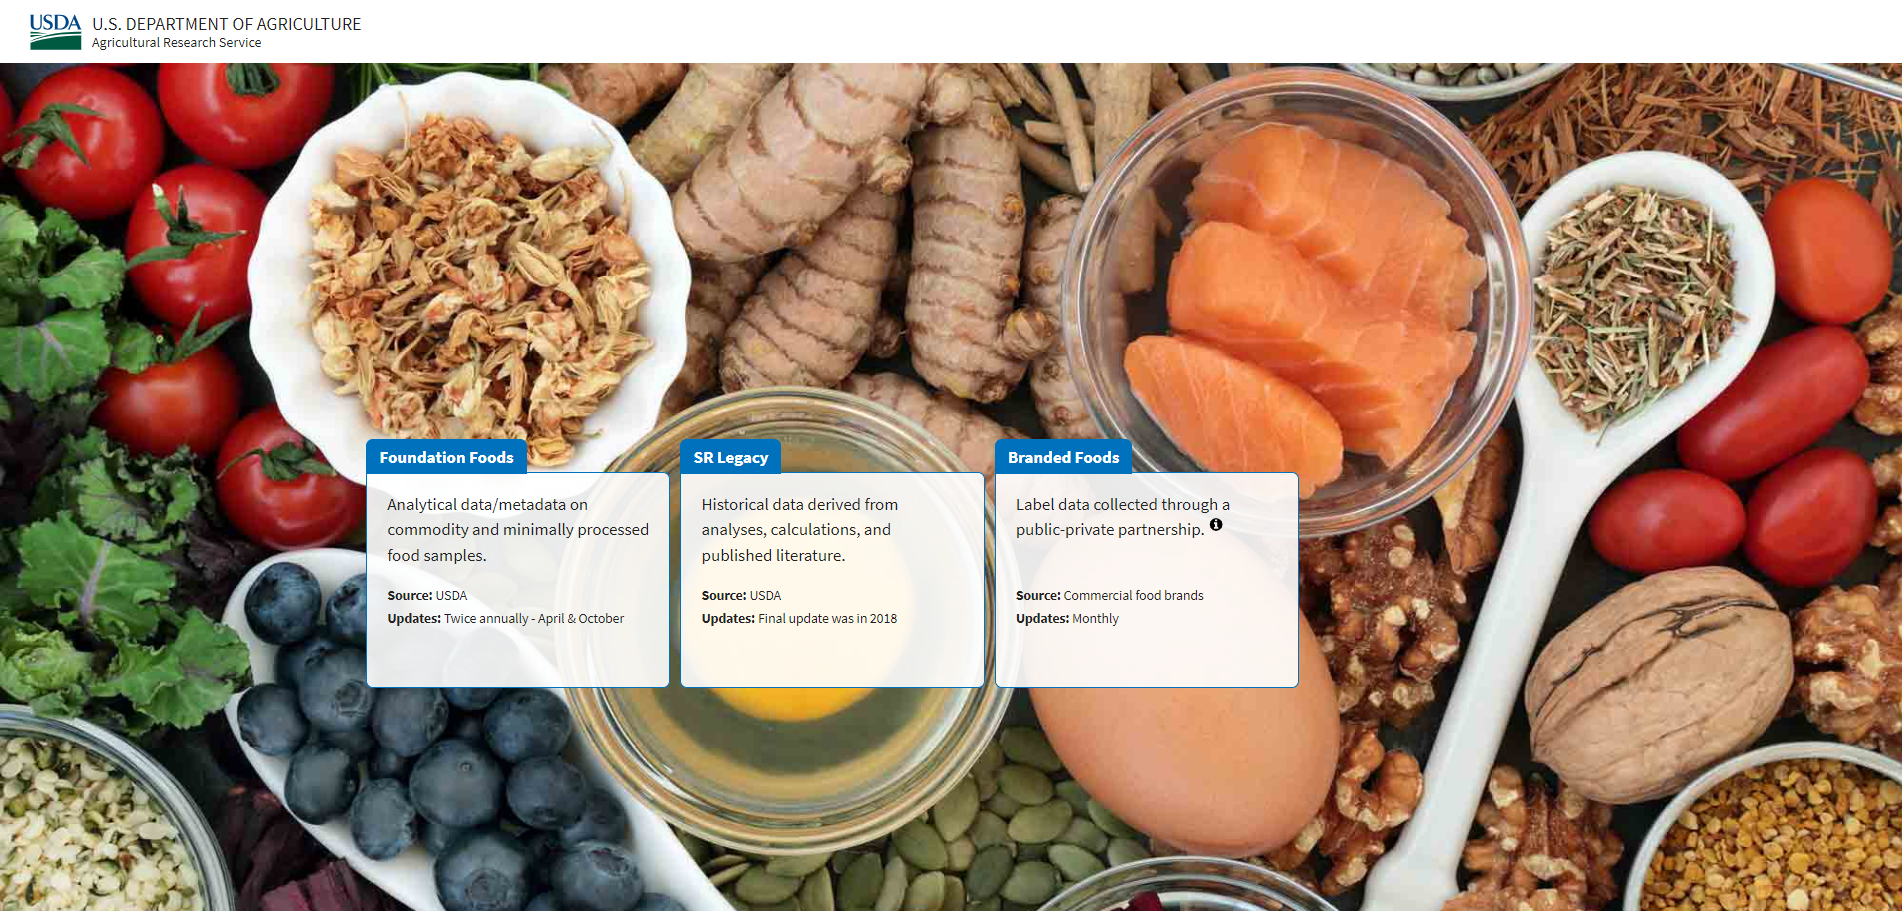 USDA
U.S. DEPARTMENT OF AGRICULTURE
Agricultural Research Service
Foundation Foods
Analytical data/metadata on
commodity and minimally processed
food samples.
Source: USDA
Updates: Twice annually - April & October
SR Legacy
Historical data derived from
analyses, calculations, and
published literature.
Source: USDA
Updates: Final update was in 2018
Branded Foods
Label data collected through a
public-private partnership.
Source: Commercial food brands
Updates: Monthly